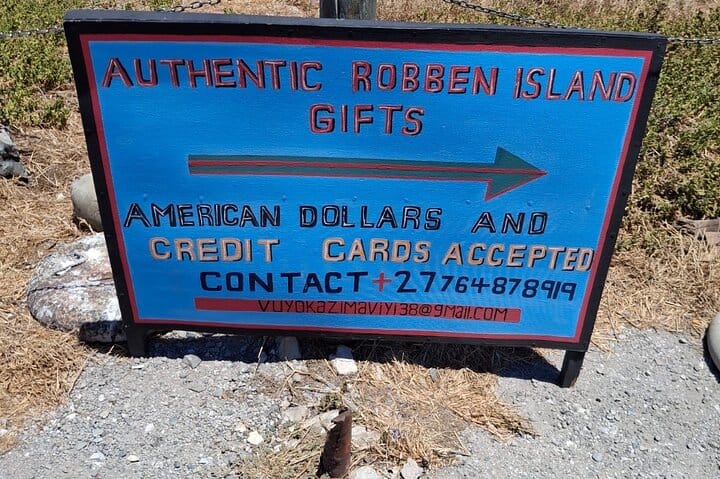 AUTHENTIC ROBBEN ISLAND
GIFTS
AMERICAN DOLLARS AND
CREDIT CARDS ACCEPTED
CONTACT +27764878919
VUYOKAZIMAVIYI38@gmail.com